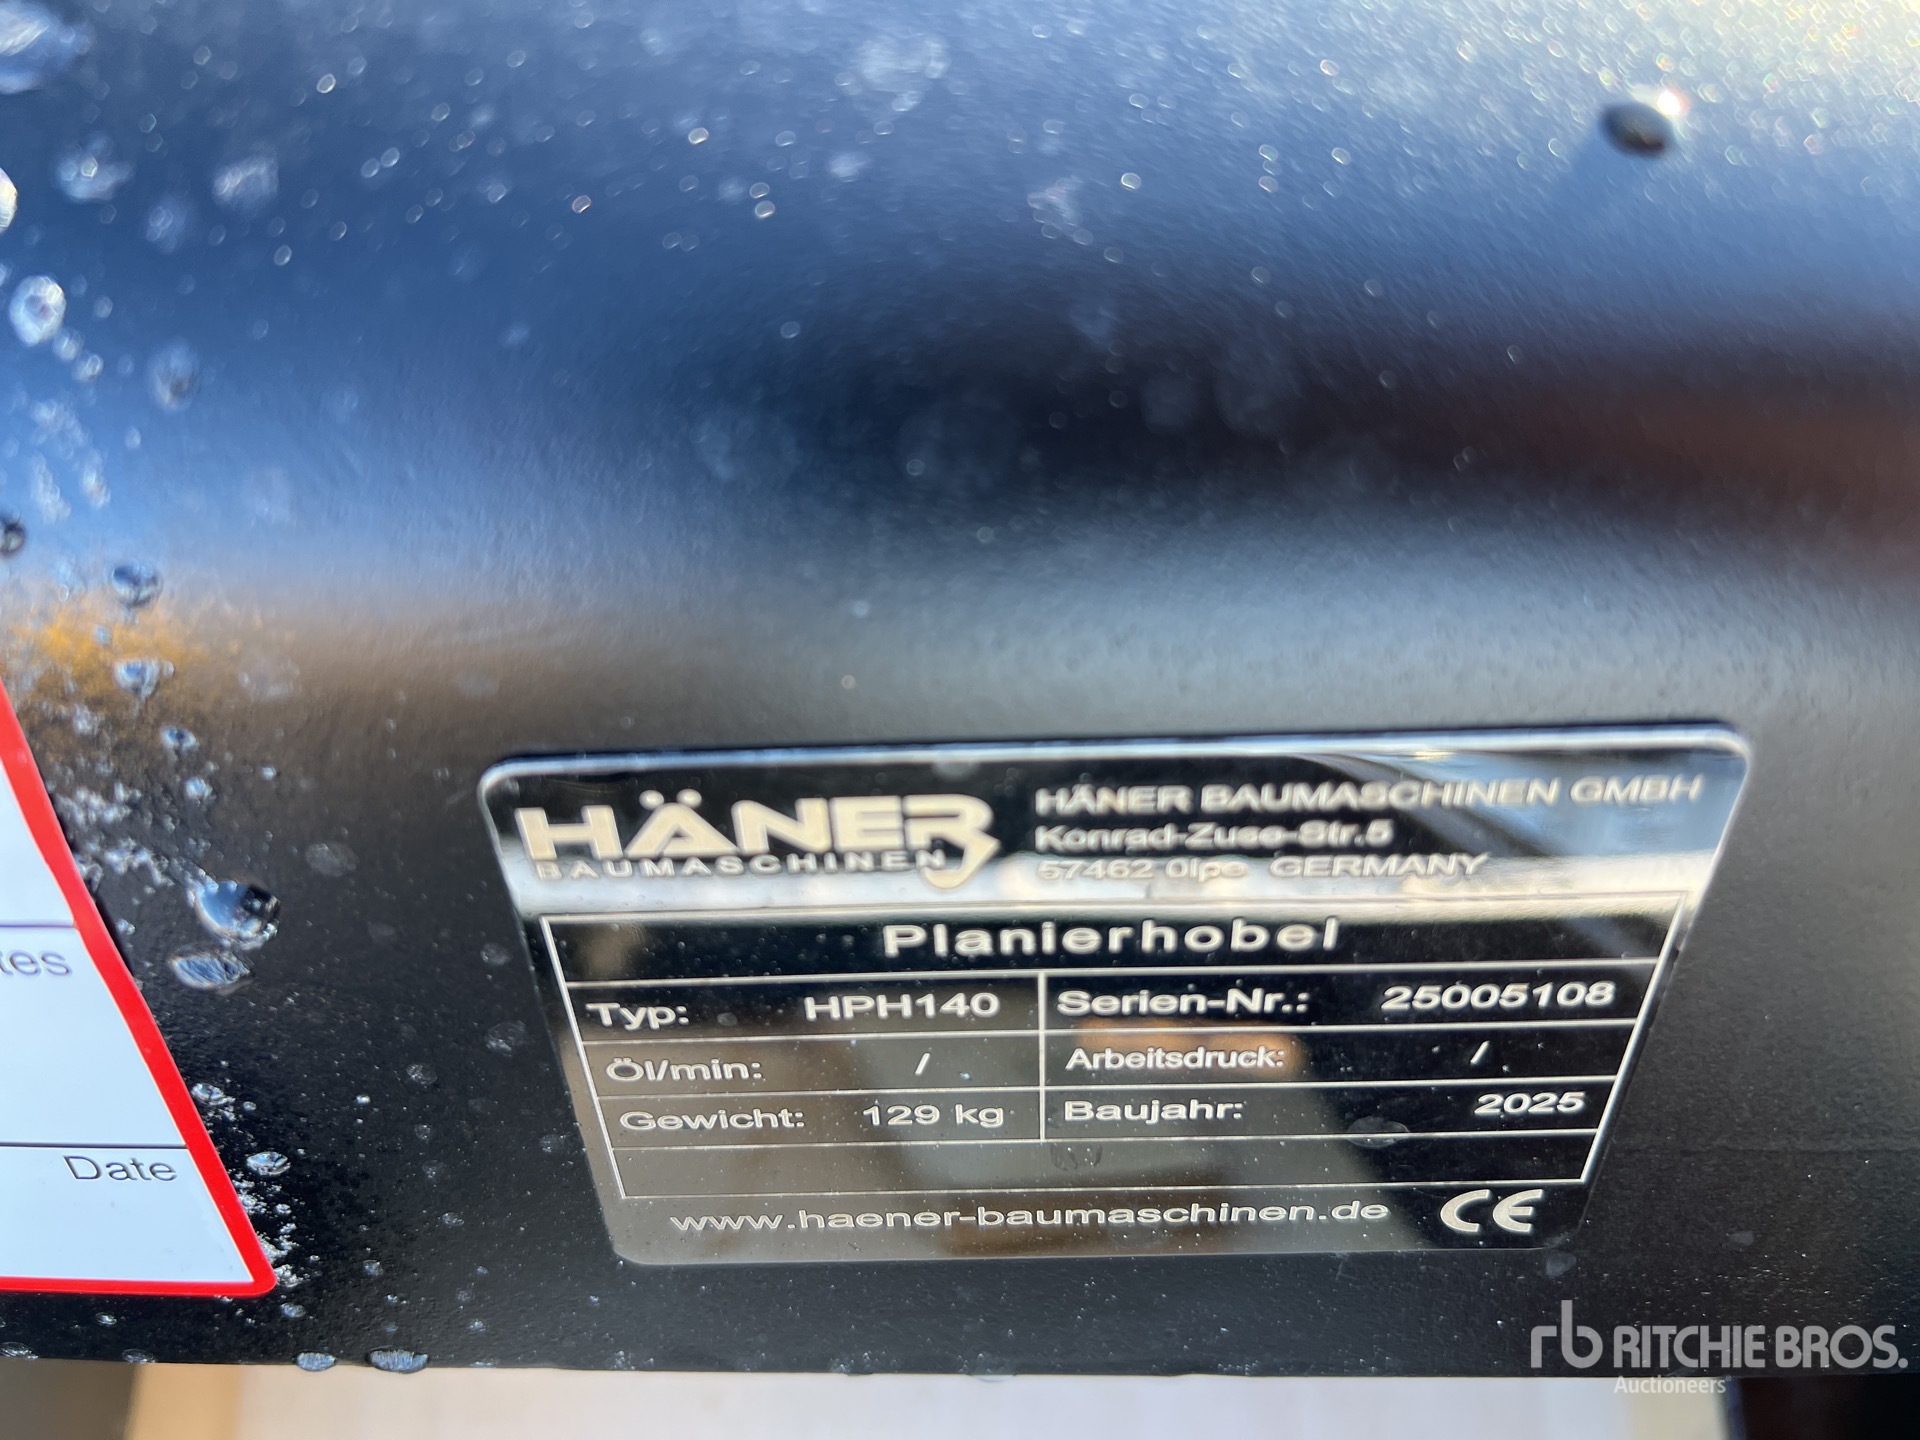 HÄNER
BAUMASCHINEN
HÄNER BAUMASCHINEN GMBH
Konrad-Zuse-Str.5
57462 Olpe GERMANY
Planierhobel
Typ: HPH140 Serien-Nr.: 25005108
Öl/min: / Arbeitsdruck: /
Gewicht: 129 kg Baujahr: 2025
www.haener-baumaschinen.de CE
Date
rb RITCHIE BROS.
Auctioneers